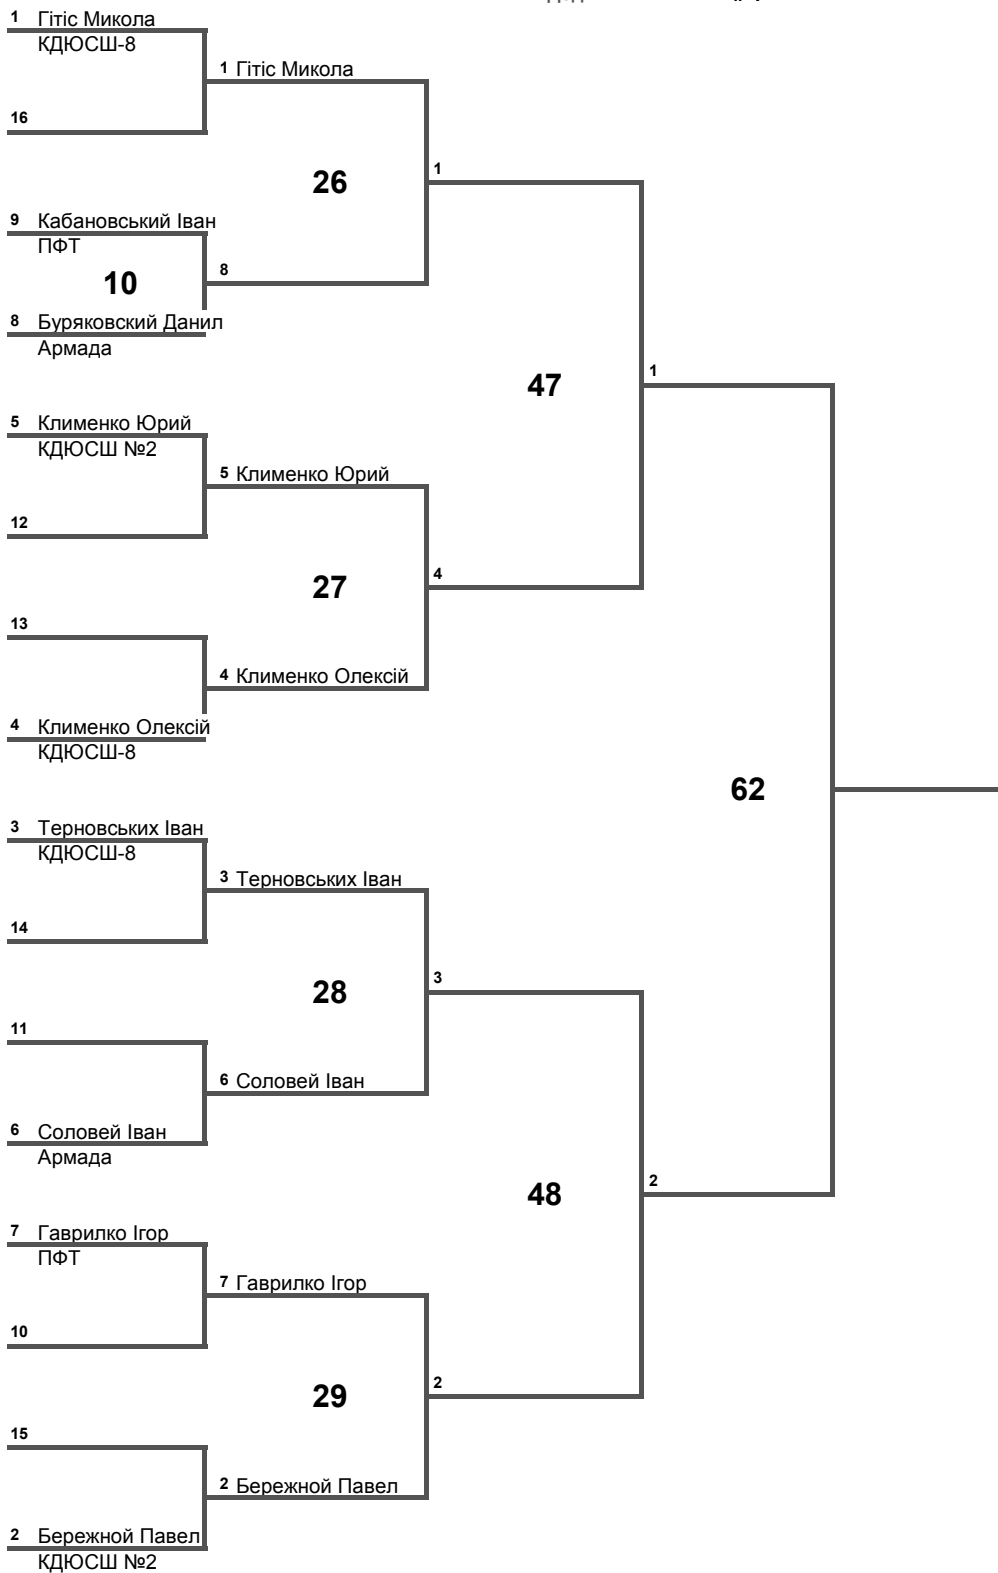 1 Гітіс Микола
КДЮСШ-8
1 Гітіс Микола
16
26
1
9 Кабановський Іван
ПФТ
10
8
8 Буряковский Данил
Армада
47
1
5 Клименко Юрий
КДЮСШ №2
5 Клименко Юрий
12
27
4
13
4 Клименко Олексій
4 Клименко Олексій
КДЮСШ-8
62
3 Терновських Іван
КДЮСШ-8
3 Терновських Іван
14
28
3
11
6 Соловей Іван
6 Соловей Іван
Армада
48
2
7 Гаврилко Ігор
ПФТ
7 Гаврилко Ігор
10
29
2
15
2 Бережной Павел
2 Бережной Павел
КДЮСШ №2